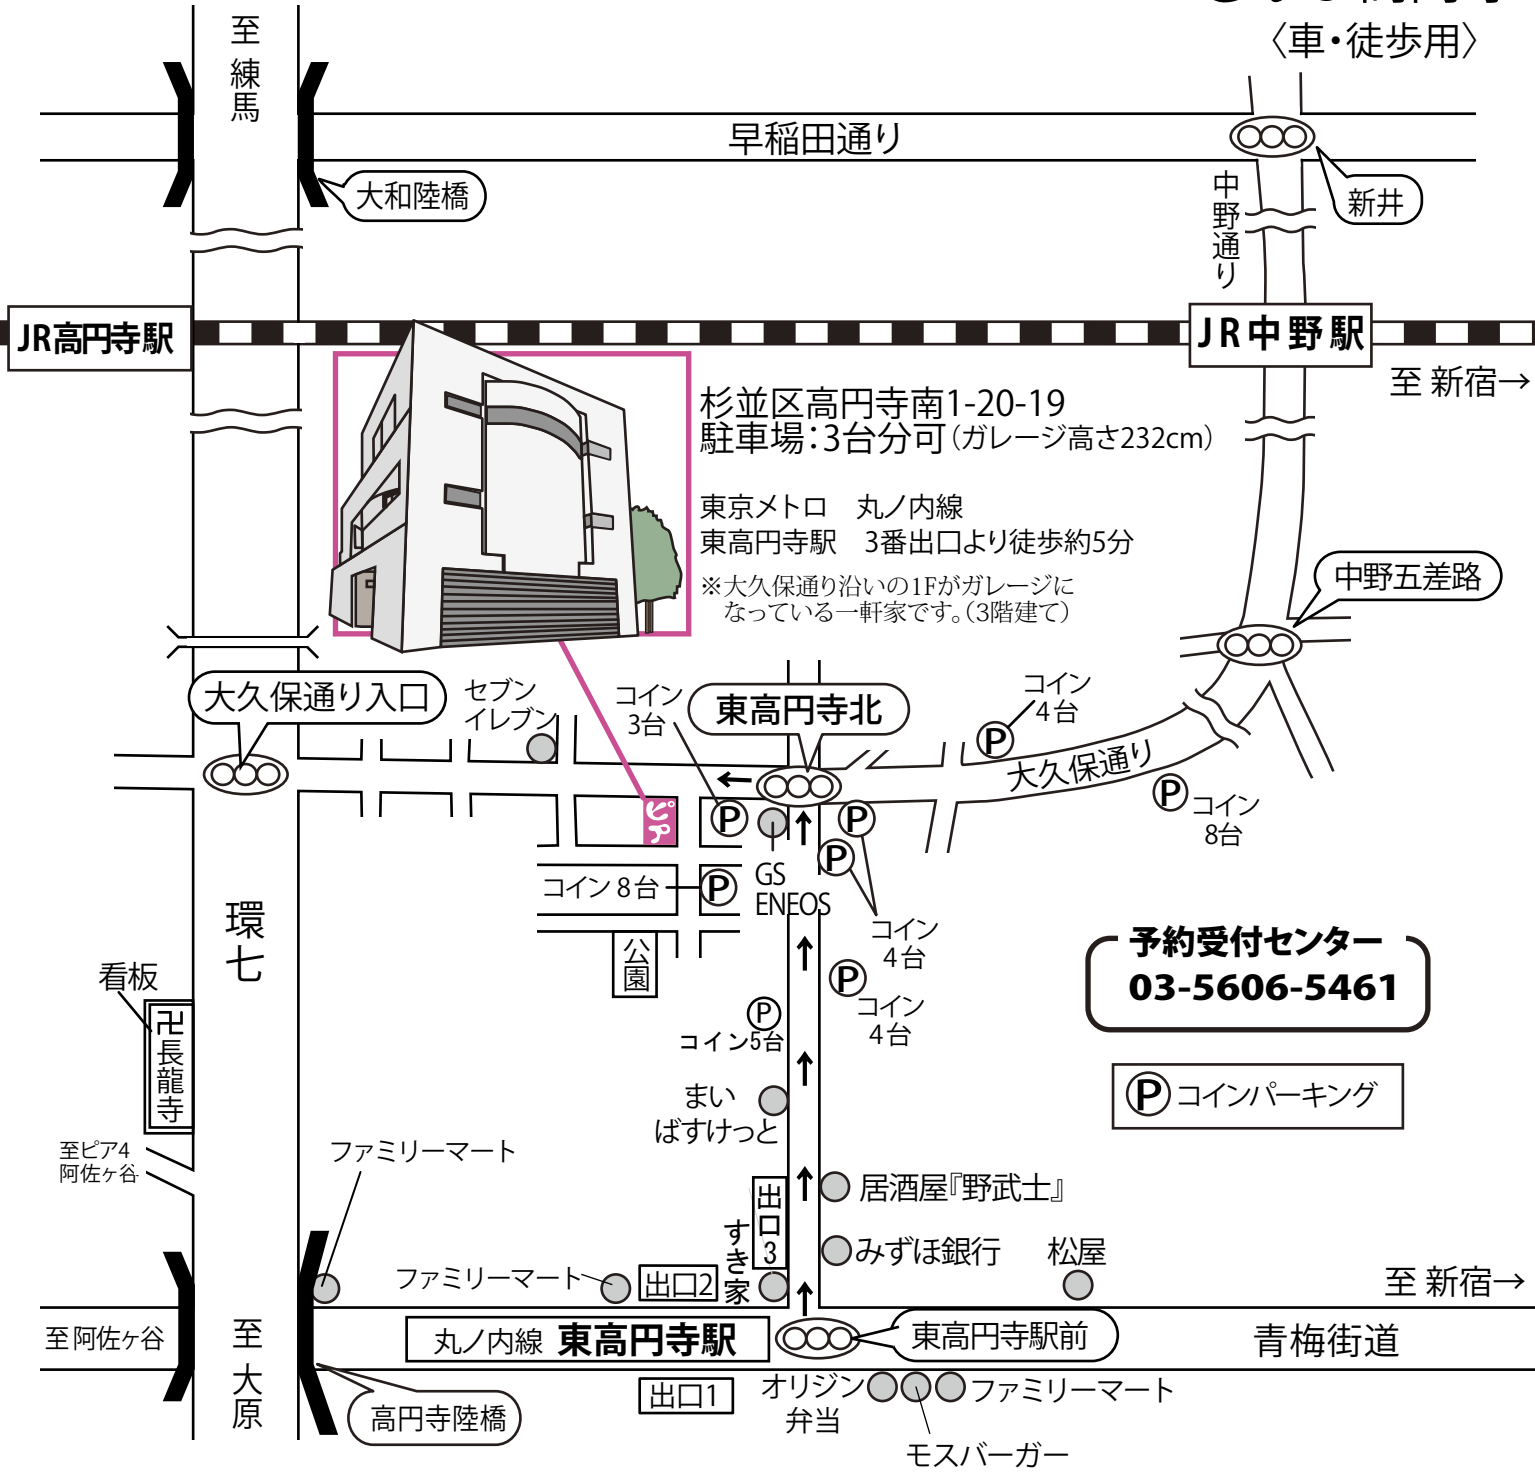 〈車・徒歩用〉
至練馬
早稲田通り
大和陸橋
中野通り
新井
JR高円寺駅
JR中野駅
至 新宿→
杉並区高円寺南1-20-19
駐車場：3台分可（ガレージ高さ232cm）
東京メトロ　丸ノ内線
東高円寺駅　3番出口より徒歩約5分
※大久保通り沿いの1Fがガレージに
なっている一軒家です。（3階建て）
中野五差路
大久保通り入口
セブン
イレブン
コイン
3台
東高円寺北
コイン
4台
大久保通り
コイン
8台
ピア
P
P
P
P
P
GS
ENEOS
コイン 8台
P
コイン
4台
公園
環七
予約受付センター
03-5606-5461
看板
卍長龍寺
P
コイン
4台
P
コイン5台
P コインパーキング
まい
ばすけっと
至ピア4
阿佐ヶ谷
ファミリーマート
出口3
居酒屋『野武士』
すき家
みずほ銀行
松屋
ファミリーマート
出口2
至 新宿→
至 阿佐ヶ谷
至大原
丸ノ内線 東高円寺駅
東高円寺駅前
青梅街道
高円寺陸橋
出口1
オリジン
弁当
ファミリーマート
モスバーガー